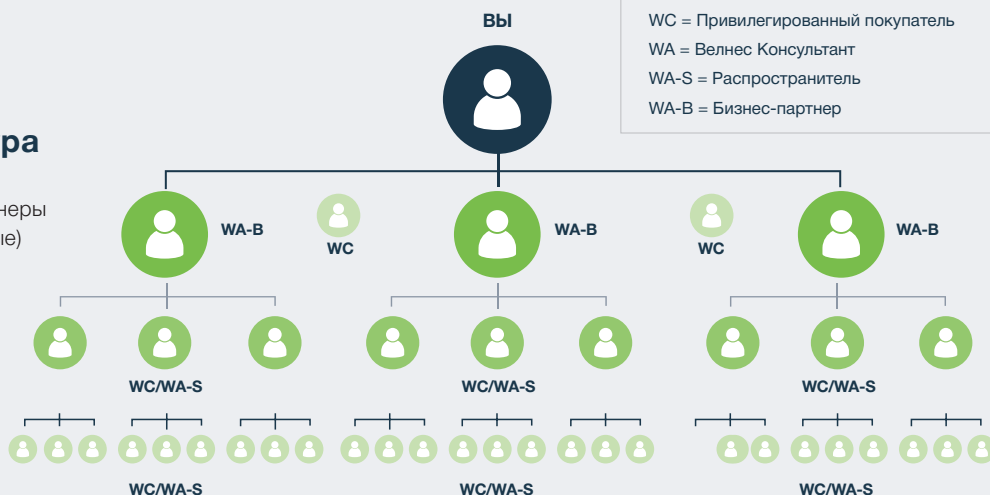 ВЫ
WC = Привилегированный покупатель
WA = Велнес Консультант
WA-S = Распространитель
WA-B = Бизнес-партнер
ра
неры
ые)
WA-B
WC
WA-B
WC
WA-B
WC/WA-S
WC/WA-S
WC/WA-S
WC/WA-S
WC/WA-S
WC/WA-S